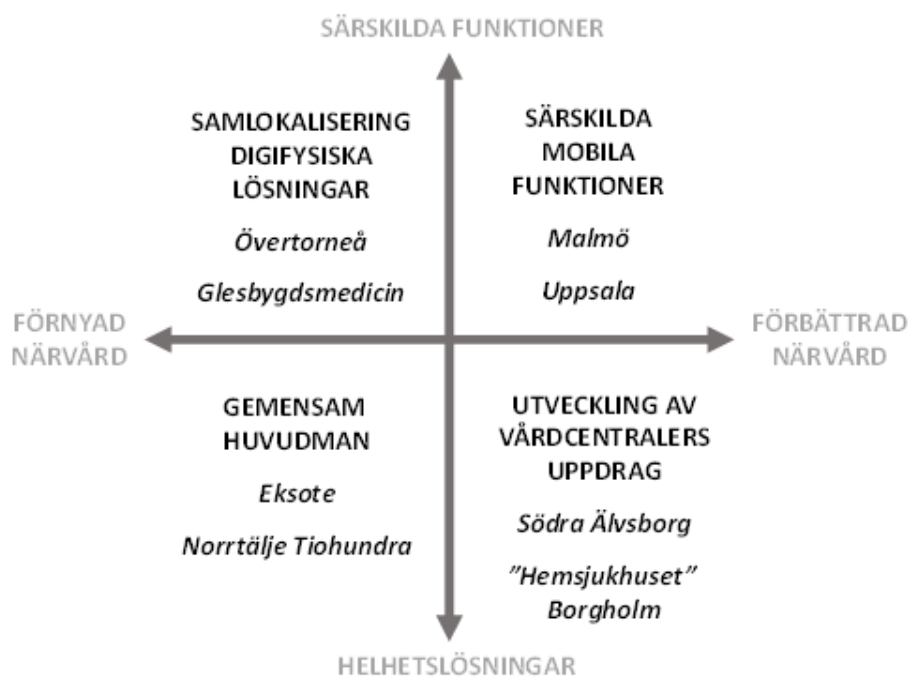 SÄRSKILDA FUNKTIONER
SAMLOKALISERING
DIGIFYSISKA
LÖSNINGAR
Övertorneå
Glesbygdsmedicin
SÄRSKILDA
MOBILA
FUNKTIONER
Malmö
Uppsala
FÖRNYAD
NÄRVÅRD
FÖRBÄTTRAD
NÄRVÅRD
GEMENSAM
HUVUDMAN
Eksote
Norrtälje Tiohundra
UTVECKLING AV
VÅRDCENTRALERS
UPPDRAG
Södra Älvsborg
”Hemsjukhuset”
Borgholm
HELHETSLÖSNINGAR